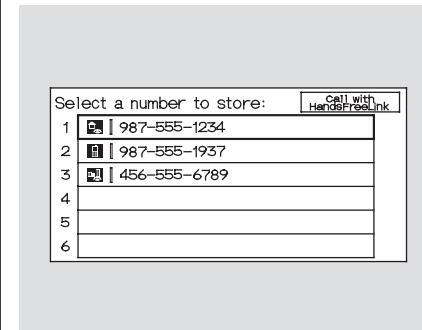 Select a number to store:
Call with
HandsFreeLink
1 987-555-1234
2 987-555-1937
3 456-555-6789
4
5
6